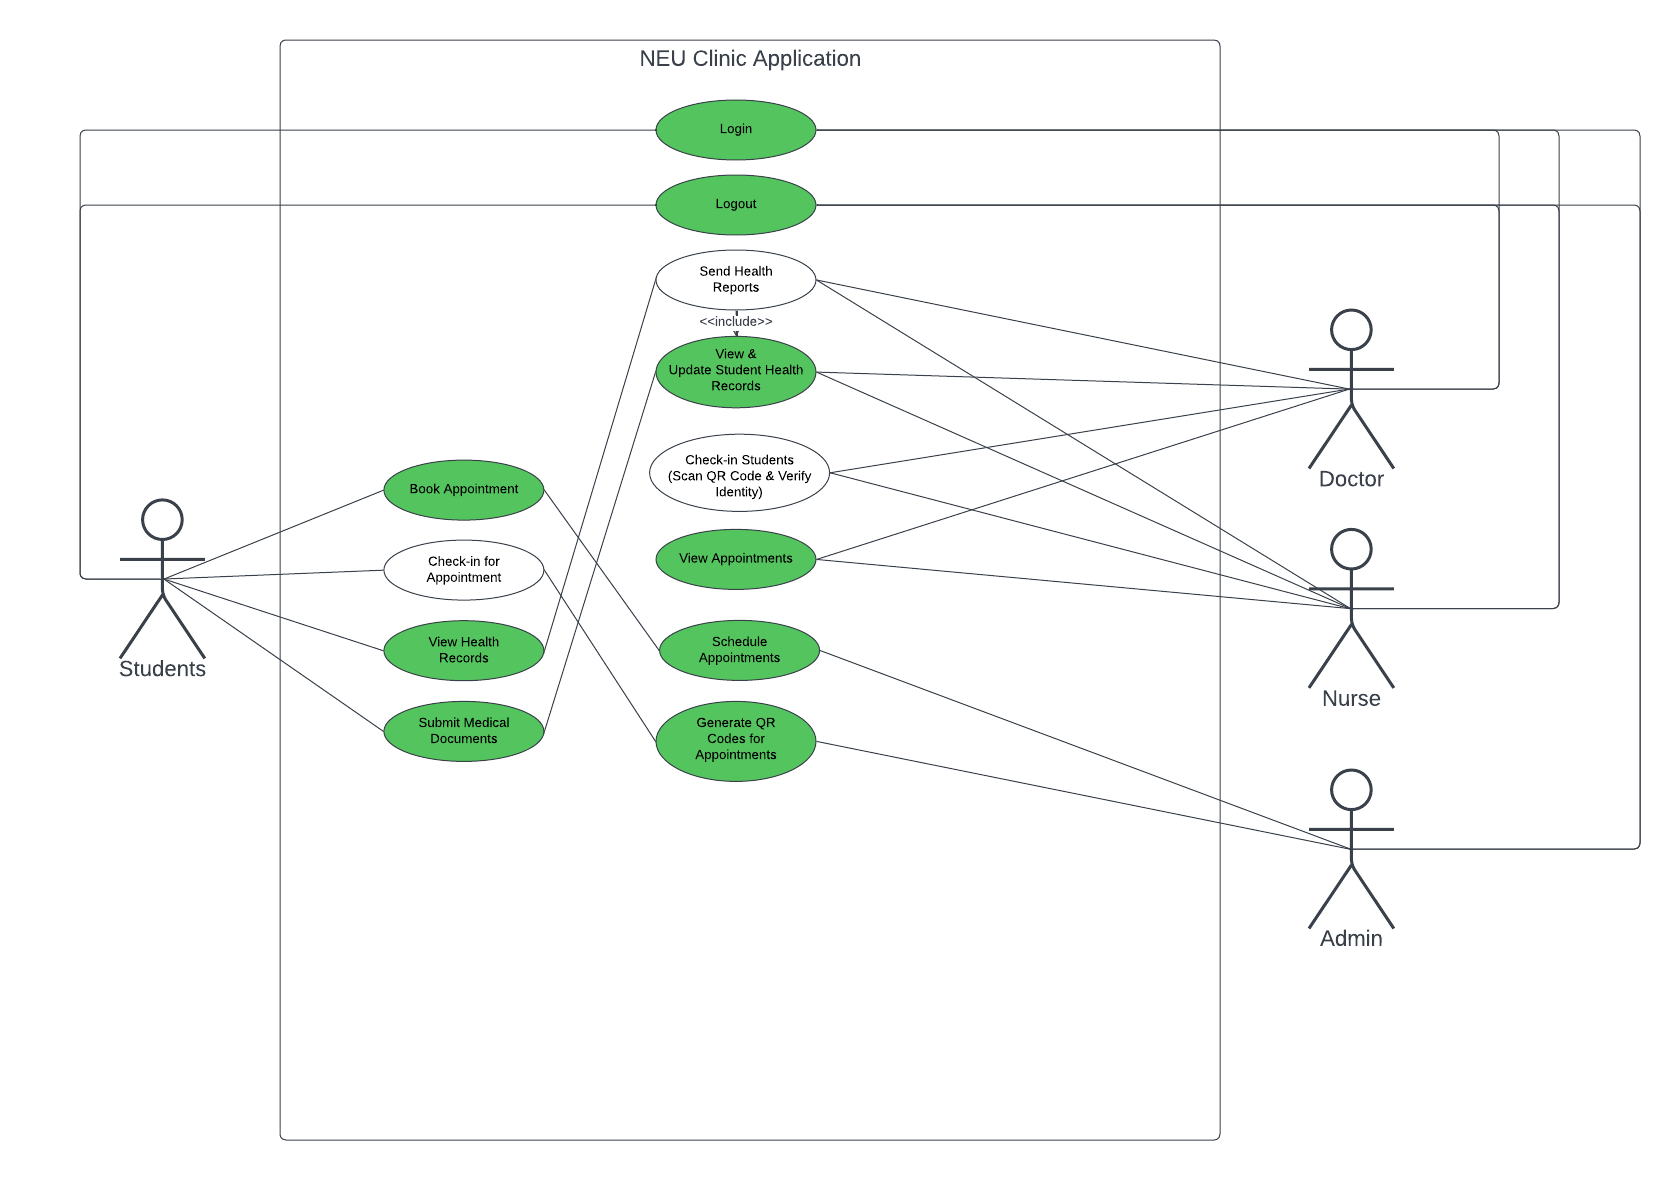 NEU Clinic Application
Login
Logout
Send Health
Reports
<<include>>
View &
Update Student Health
Records
Check-in Students
(Scan QR Code & Verify
Identity)
View Appointments
Schedule
Appointments
Generate QR
Codes for
Appointments
Book Appointment
Check-in for
Appointment
View Health
Records
Submit Medical
Documents
Students
Doctor
Nurse
Admin